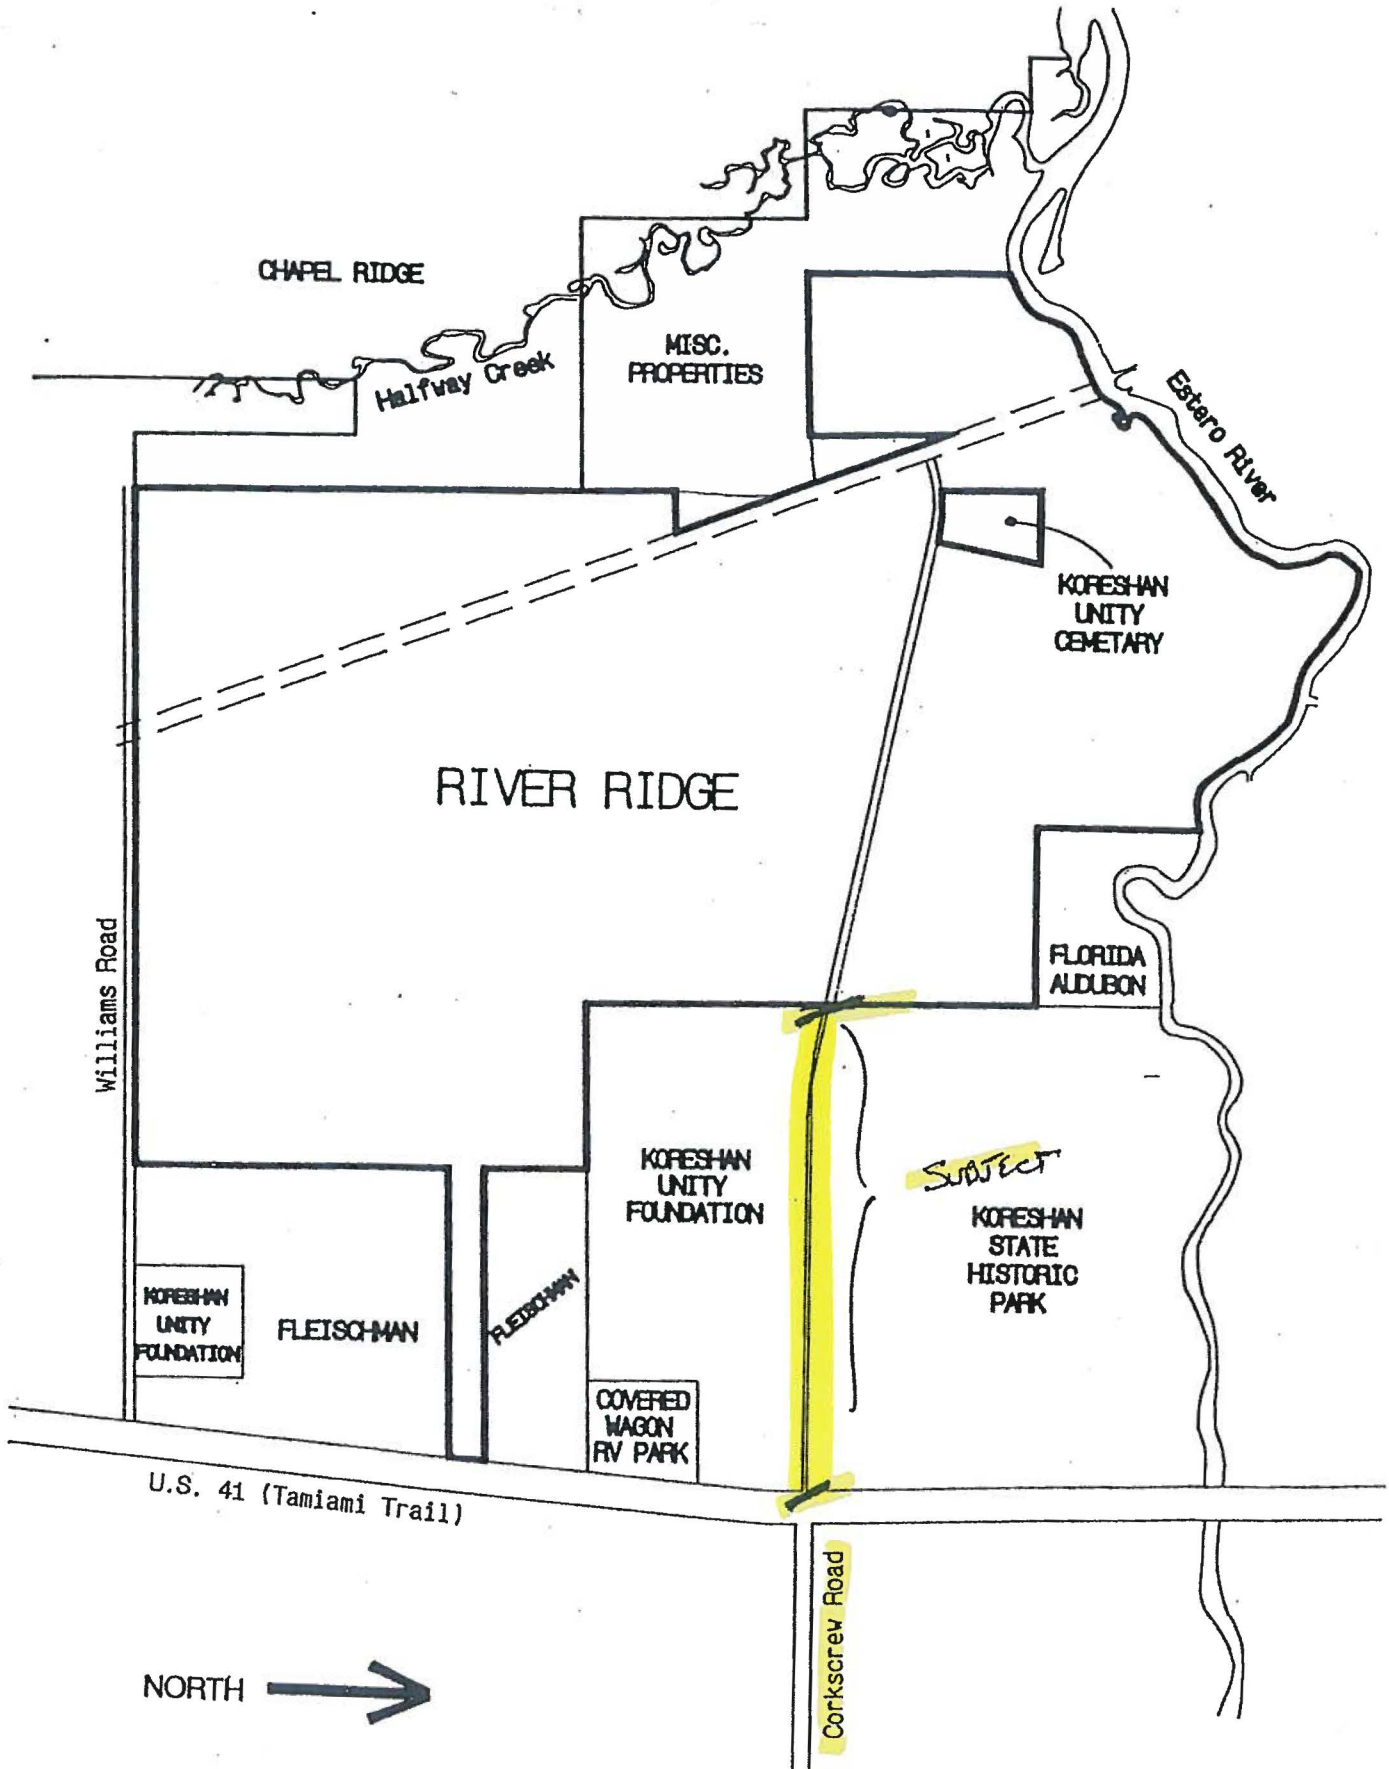 CHAPEL RIDGE
Halfway Creek
MISC.
PROPERTIES
Estero River
KORESHAN
UNITY
CEMETARY
RIVER RIDGE
Williams Road
FLORIDA
AUDUBON
KORESHAN
UNITY
FOUNDATION
SUBJECT
KORESHAN
STATE
HISTORIC
PARK
KORESHAN
UNITY
FOUNDATION
FLEISCHMAN
FLEISCHMAN
COVERED
WAGON
RV PARK
U.S. 41 (Tamiami Trail)
Corkscrew Road
NORTH